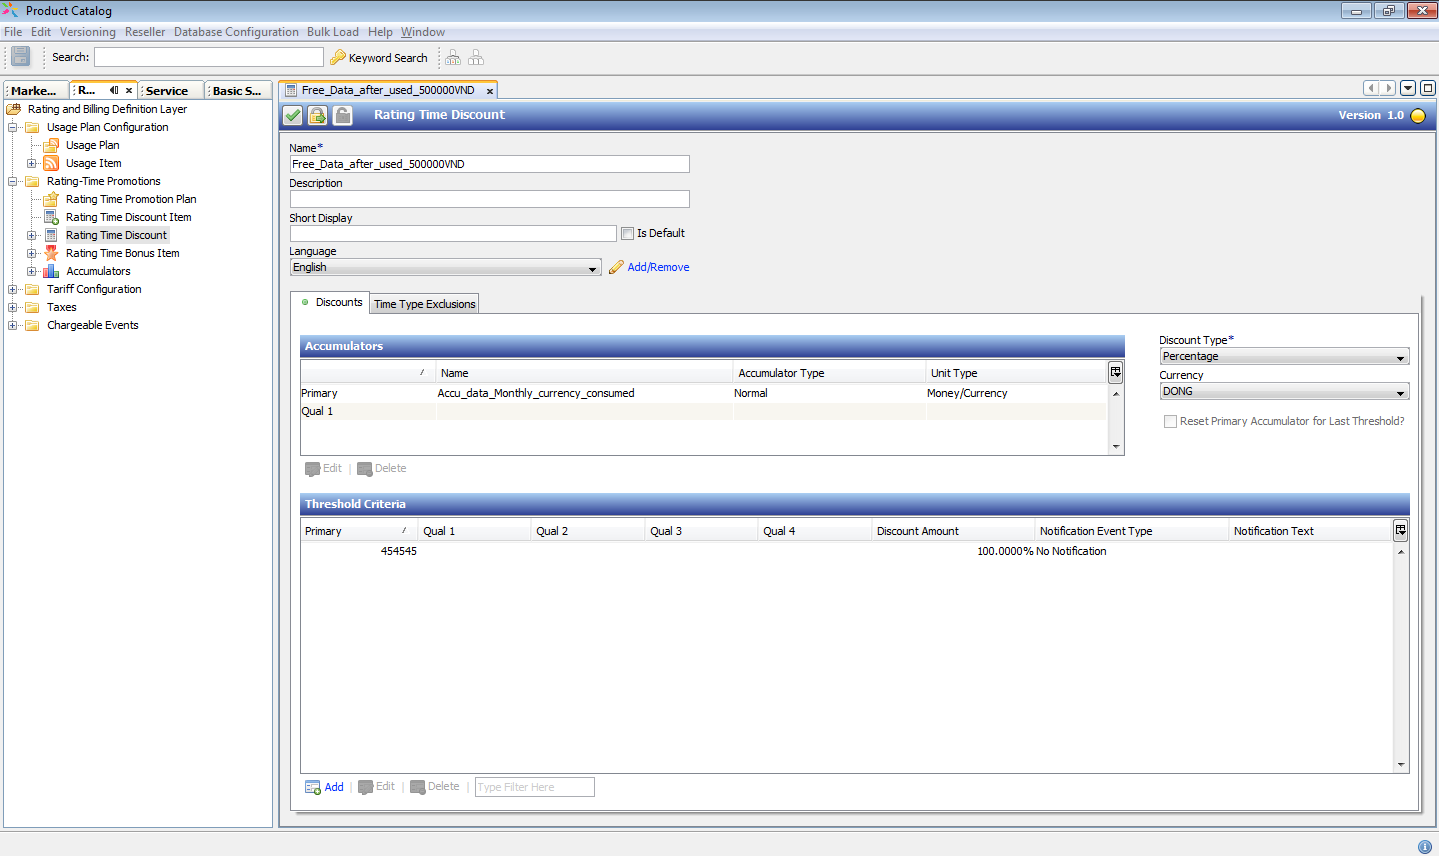 Product Catalog
File Edit Versioning Reseller Database Configuration Bulk Load Help Window
Search: Keyword Search
Marke... R... Service Basic S...
Rating and Billing Definition Layer
Usage Plan Configuration
Usage Plan
Usage Item
Rating-Time Promotions
Rating Time Promotion Plan
Rating Time Discount Item
Rating Time Discount
Rating Time Bonus Item
Accumulators
Tariff Configuration
Taxes
Chargeable Events
Free_Data_after_used_500000VND
Rating Time Discount Version 1.0
Name*
Free_Data_after_used_500000VND
Description
Short Display
Is Default
Language
English Add/Remove
Discounts Time Type Exclusions
Accumulators
Name Accumulator Type Unit Type
Primary Accu_data_Monthly_currency_consumed Normal Money/Currency
Qual 1
Edit Delete
Discount Type*
Percentage
Currency
DONG
Reset Primary Accumulator for Last Threshold?
Threshold Criteria
Primary Qual 1 Qual 2 Qual 3 Qual 4 Discount Amount Notification Event Type Notification Text
454545 100.0000% No Notification
Add Edit Delete Type Filter Here